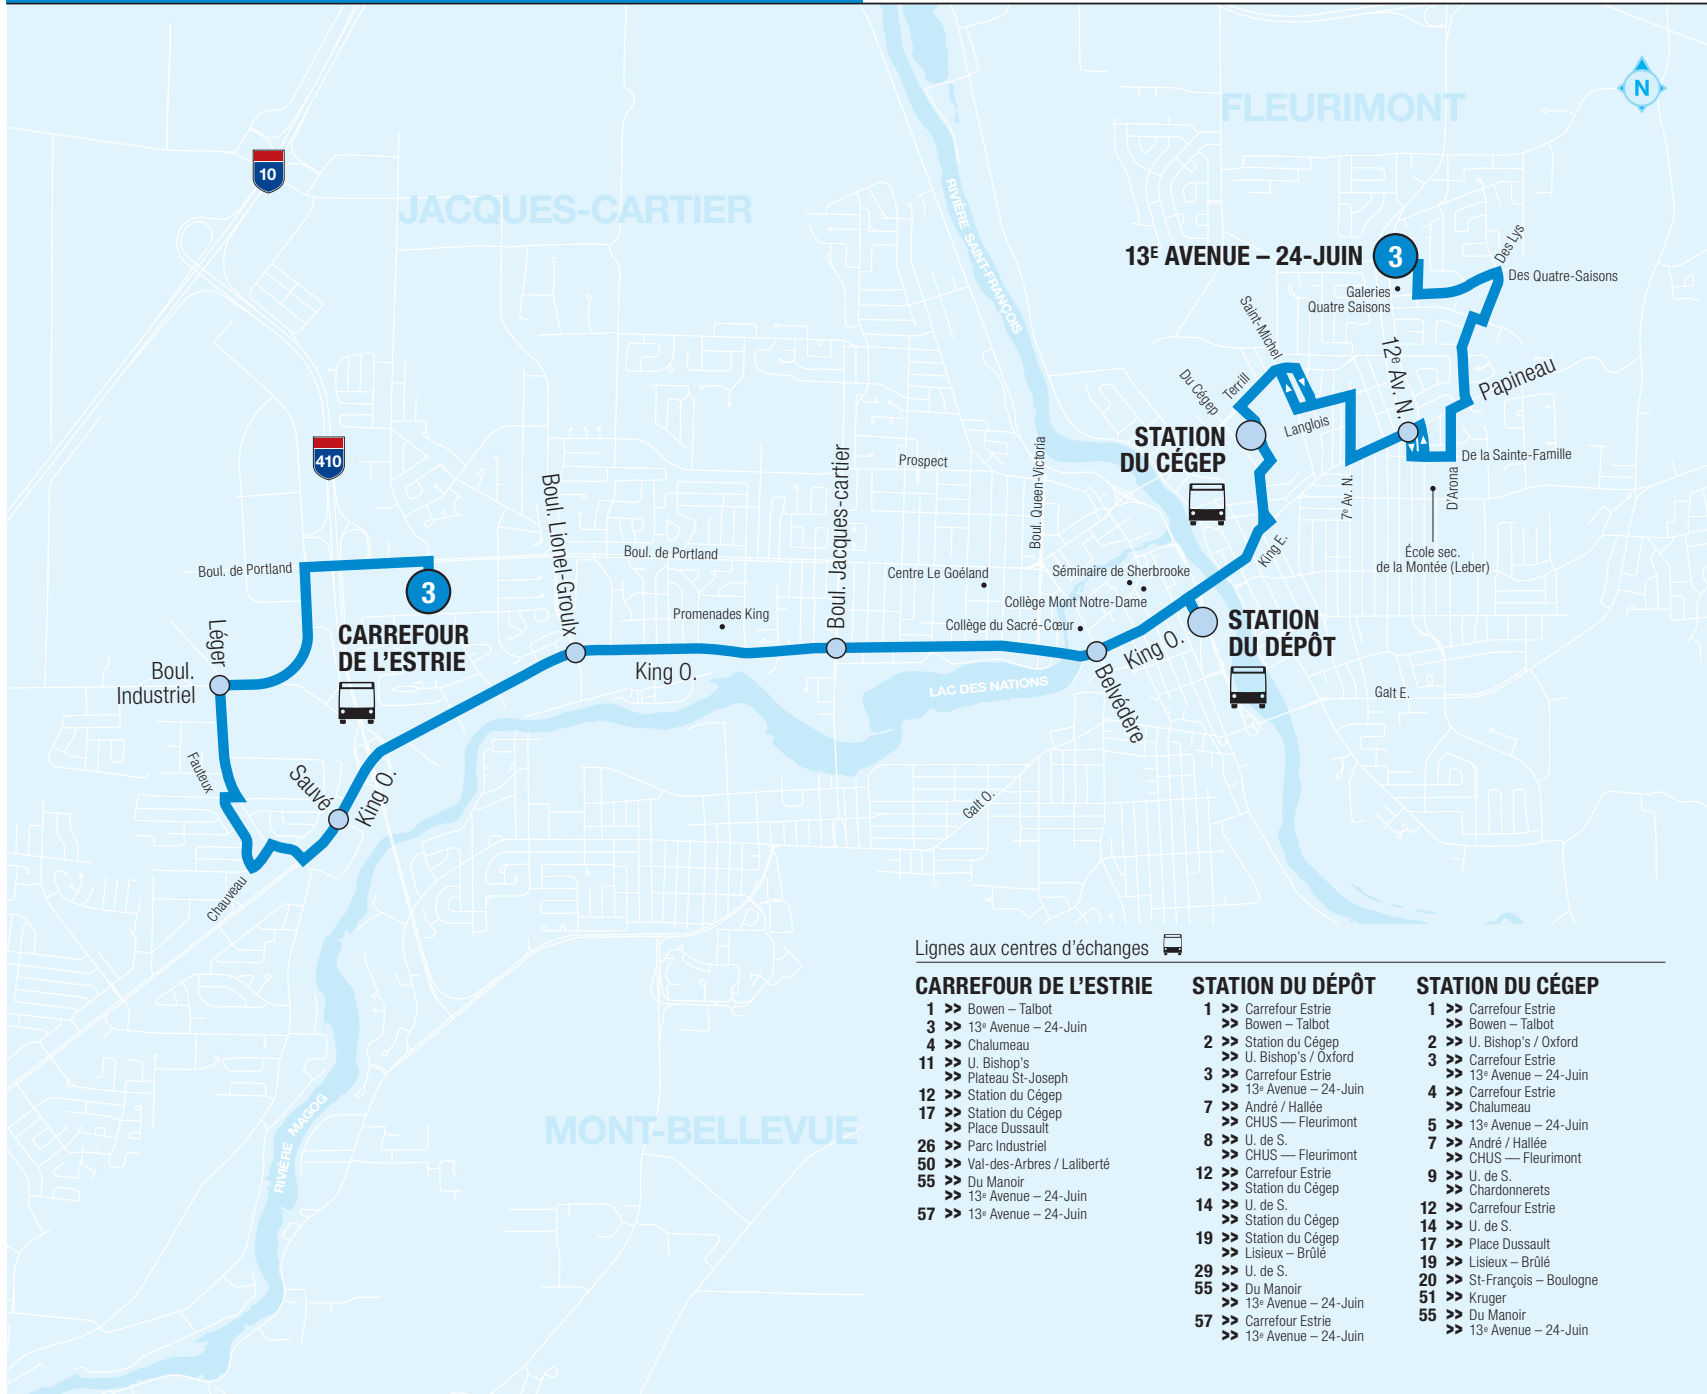 FLEURIMONT
N
10
JACQUES-CARTIER
RIVIÈRE SAINT-FRANÇOIS
13E AVENUE – 24-JUIN
3
Des Lys
Des Quatre-Saisons
Galeries
Quatre Saisons
Saint-Michel
12e Av. N.
Papineau
Du Cégep
Terrill
Langlois
STATION
DU CÉGEP
De la Sainte-Famille
D'Arona
7e Av. N.
École sec.
de la Montée (Leber)
410
Boul. Lionel-Groulx
Boul. Jacques-cartier
Prospect
Boul. Queen-Victoria
King E.
Boul. de Portland
Boul. de Portland
Centre Le Goéland
Séminaire de Sherbrooke
Collège Mont Notre-Dame
Collège du Sacré-Cœur
Promenades King
3
CARREFOUR
DE L'ESTRIE
STATION
DU DÉPÔT
Léger
Boul.
Industriel
King O.
King O.
Belvédère
LAC DES NATIONS
Galt E.
Fauteux
Sauvé
King O.
Galt O.
Chauveau
RIVIÈRE MAGOG
MONT-BELLEVUE
Lignes aux centres d'échanges
CARREFOUR DE L'ESTRIE
1 >> Bowen – Talbot
3 >> 13e Avenue – 24-Juin
4 >> Chalumeau
11 >> U. Bishop's
>> Plateau St-Joseph
12 >> Station du Cégep
17 >> Station du Cégep
>> Place Dussault
26 >> Parc Industriel
50 >> Val-des-Arbres / Laliberté
55 >> Du Manoir
>> 13e Avenue – 24-Juin
57 >> 13e Avenue – 24-Juin
STATION DU DÉPÔT
1 >> Carrefour Estrie
>> Bowen – Talbot
2 >> Station du Cégep
>> U. Bishop's / Oxford
3 >> Carrefour Estrie
>> 13e Avenue – 24-Juin
7 >> André / Hallée
>> CHUS — Fleurimont
8 >> U. de S.
>> CHUS — Fleurimont
12 >> Carrefour Estrie
>> Station du Cégep
14 >> U. de S.
>> Station du Cégep
19 >> Station du Cégep
>> Lisieux – Brûlé
29 >> U. de S.
55 >> Du Manoir
>> 13e Avenue – 24-Juin
57 >> Carrefour Estrie
>> 13e Avenue – 24-Juin
STATION DU CÉGEP
1 >> Carrefour Estrie
>> Bowen – Talbot
2 >> U. Bishop's / Oxford
3 >> Carrefour Estrie
>> 13e Avenue – 24-Juin
4 >> Carrefour Estrie
>> Chalumeau
5 >> 13e Avenue – 24-Juin
7 >> André / Hallée
>> CHUS — Fleurimont
9 >> U. de S.
>> Chardonnerets
12 >> Carrefour Estrie
14 >> U. de S.
17 >> Place Dussault
19 >> Lisieux – Brûlé
20 >> St-François – Boulogne
51 >> Kruger
55 >> Du Manoir
>> 13e Avenue – 24-Juin